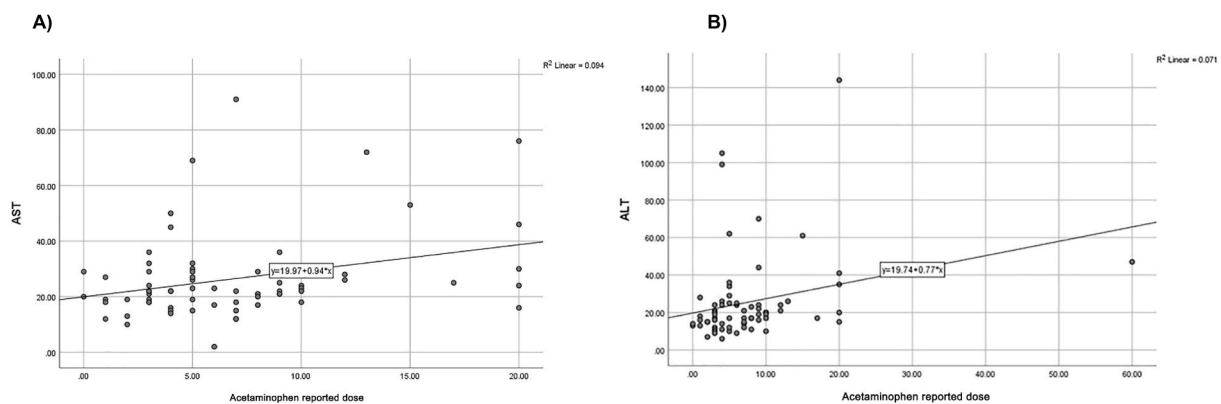 A)
R² Linear = 0.094
100.00
80.00
60.00
40.00
20.00
.00
AST
y=19.97+0.94*x
.00 5.00 10.00 15.00 20.00
Acetaminophen reported dose
B)
R² Linear = 0.071
140.00
120.00
100.00
80.00
60.00
40.00
20.00
.00
ALT
y=19.74+0.77*x
.00 10.00 20.00 30.00 40.00 50.00 60.00
Acetaminophen reported dose